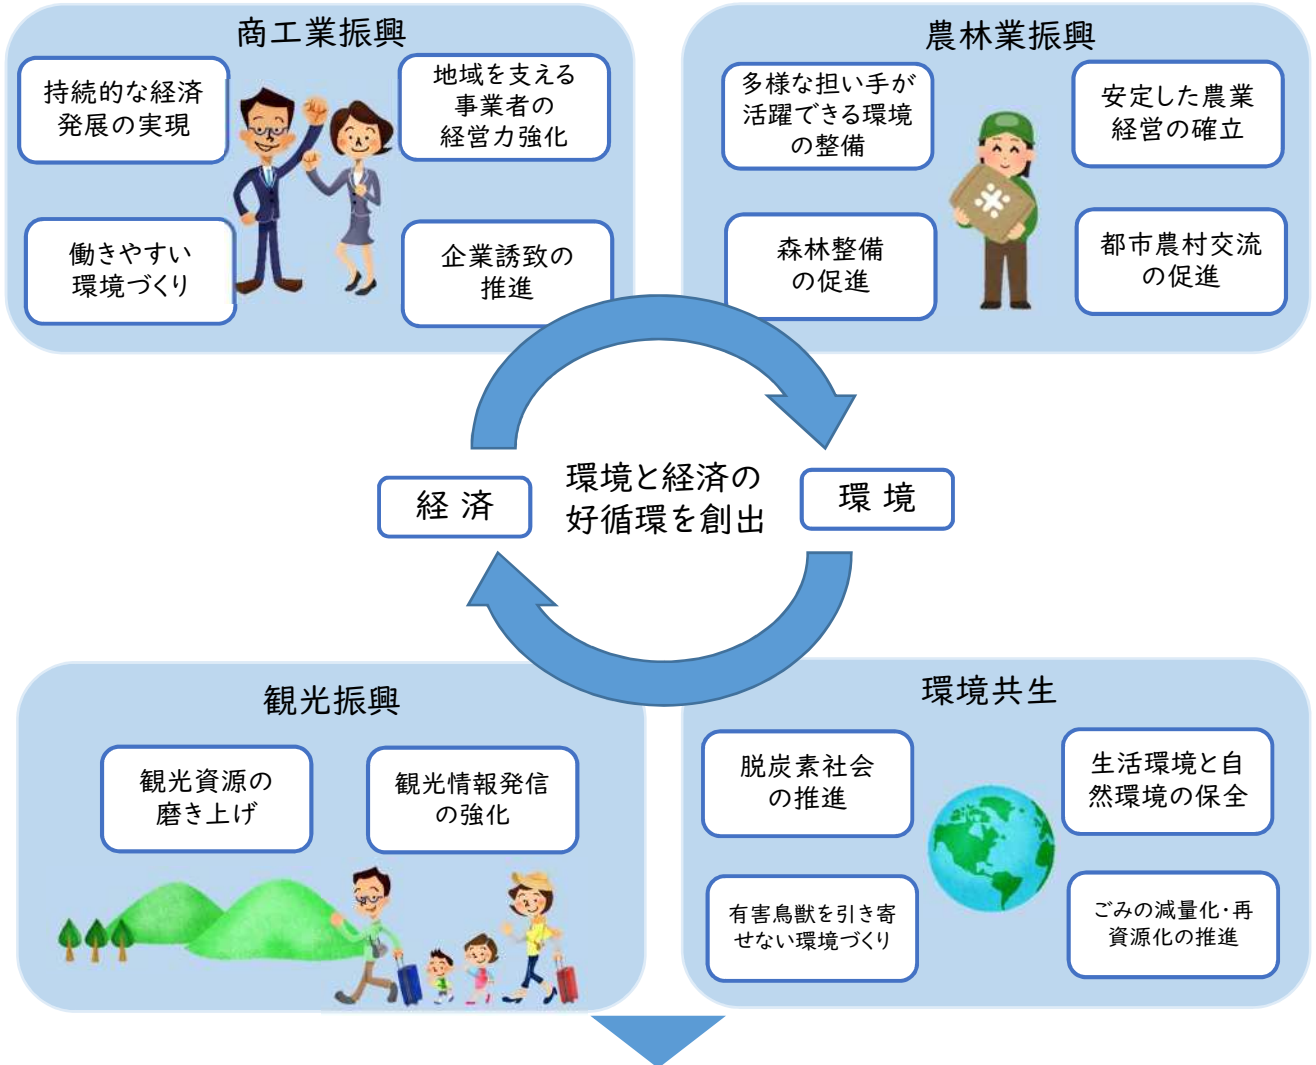 商工業振興
持続的な経済
発展の実現
地域を支える
事業者の
経営力強化
働きやすい
環境づくり
企業誘致の
推進
農林業振興
多様な担い手が
活躍できる環境
の整備
安定した農業
経営の確立
米
森林整備
の促進
都市農村交流
の促進
経 済
環境と経済の
好循環を創出
環 境
観光振興
観光資源の
磨き上げ
観光情報発信
の強化
環境共生
脱炭素社会
の推進
生活環境と自
然環境の保全
有害鳥獣を引き寄
せない環境づくり
ごみの減量化・再
資源化の推進